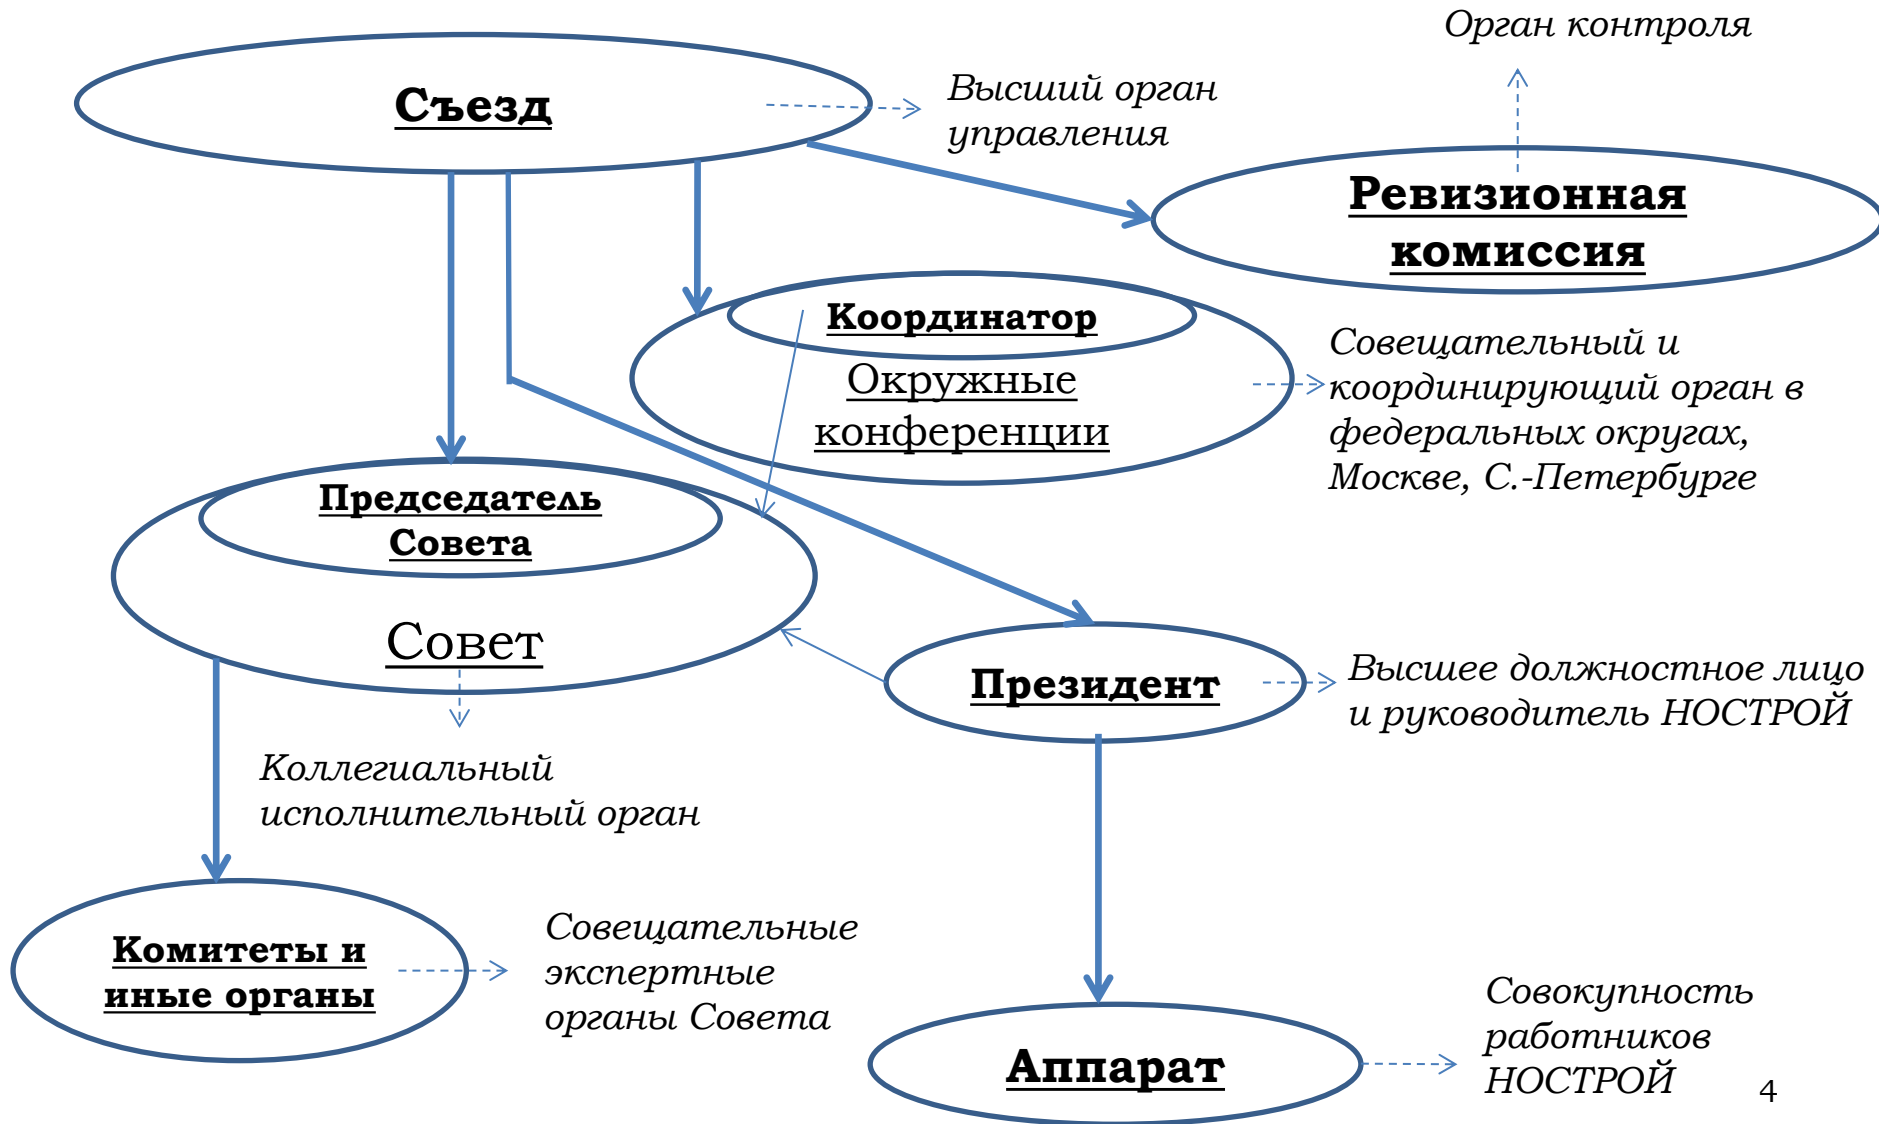 Орган контроля
Съезд
Высший орган
управления
Ревизионная
комиссия
Координатор
Окружные
конференции
Совещательный и
координирующий орган в
федеральных округах,
Москве, С.-Петербурге
Председатель
Совета
Совет
Президент
Высшее должностное лицо
и руководитель НОСТРОЙ
Коллегиальный
исполнительный орган
Комитеты и
иные органы
Совещательные
экспертные
органы Совета
Аппарат
Совокупность
работников
НОСТРОЙ
4